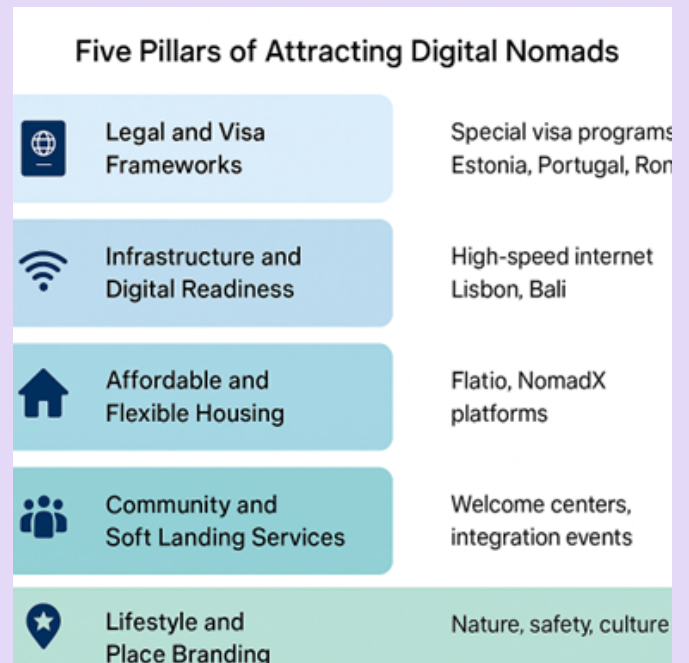 Five Pillars of Attracting Digital Nomads
Legal and Visa
Frameworks
Special visa programs
Estonia, Portugal,
Infrastructure and
Digital Readiness
High-speed internet
Lisbon, Bali
Affordable and
Flexible Housing
Flatio, NomadX
platforms
Community and
Soft Landing Services
Welcome centers,
integration events
Lifestyle and
Place Branding
Nature, safety, culture